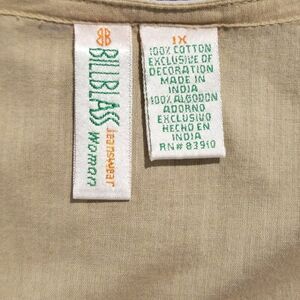 BB
BILLBLASS
Jeanswear
Woman
1X
100% COTTON
EXCLUSIVE OF
DECORATION
MADE IN
INDIA
100% ALGODON
ADORNO
EXCLUSIVO
HECHO EN
INDIA
RN# 83910